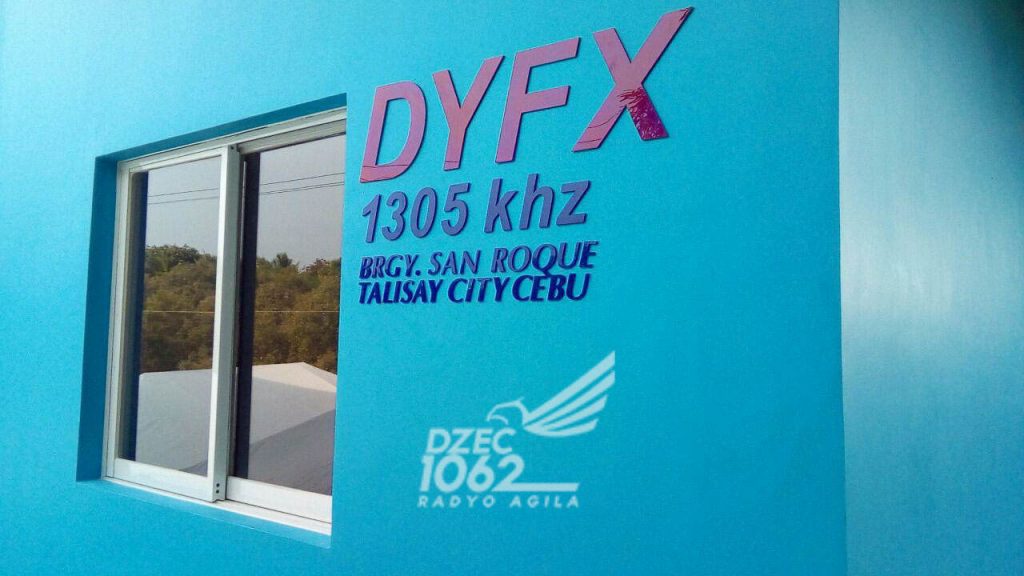 DYFX
1305 khz
BRGY. SAN ROQUE
TALISAY CITY CEBU
DZEC
1062
RADYO AGILA